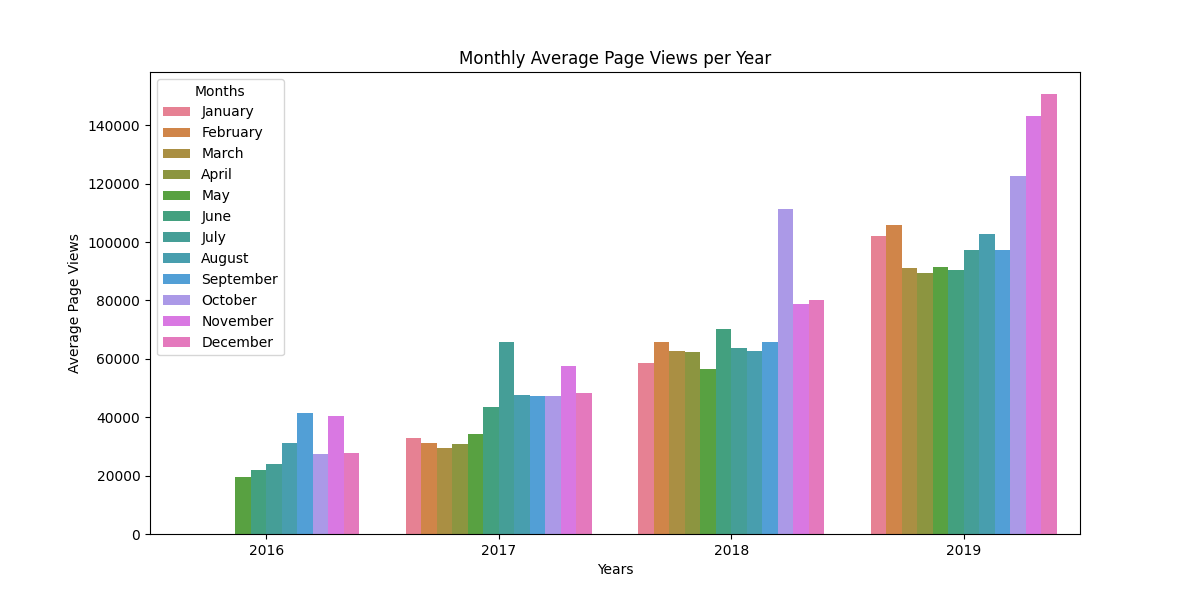 Monthly Average Page Views per Year
Months
January
February
March
April
May
June
July
August
September
October
November
December
140000
120000
100000
80000
60000
40000
20000
0
Average Page Views
2016 2017 2018 2019
Years